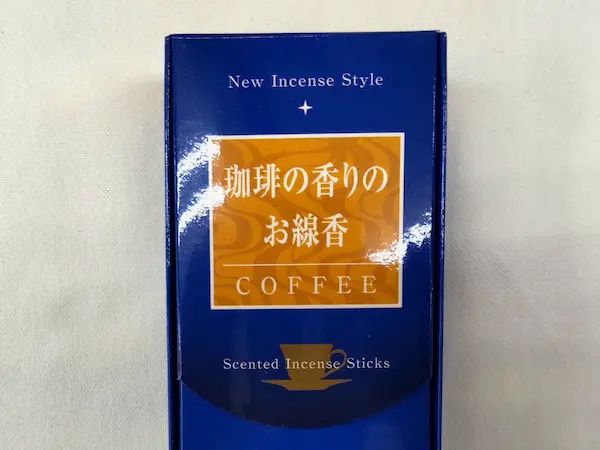 New Incense Style
珈琲の香りの
お線香
COFFEE
Scented Incense Sticks